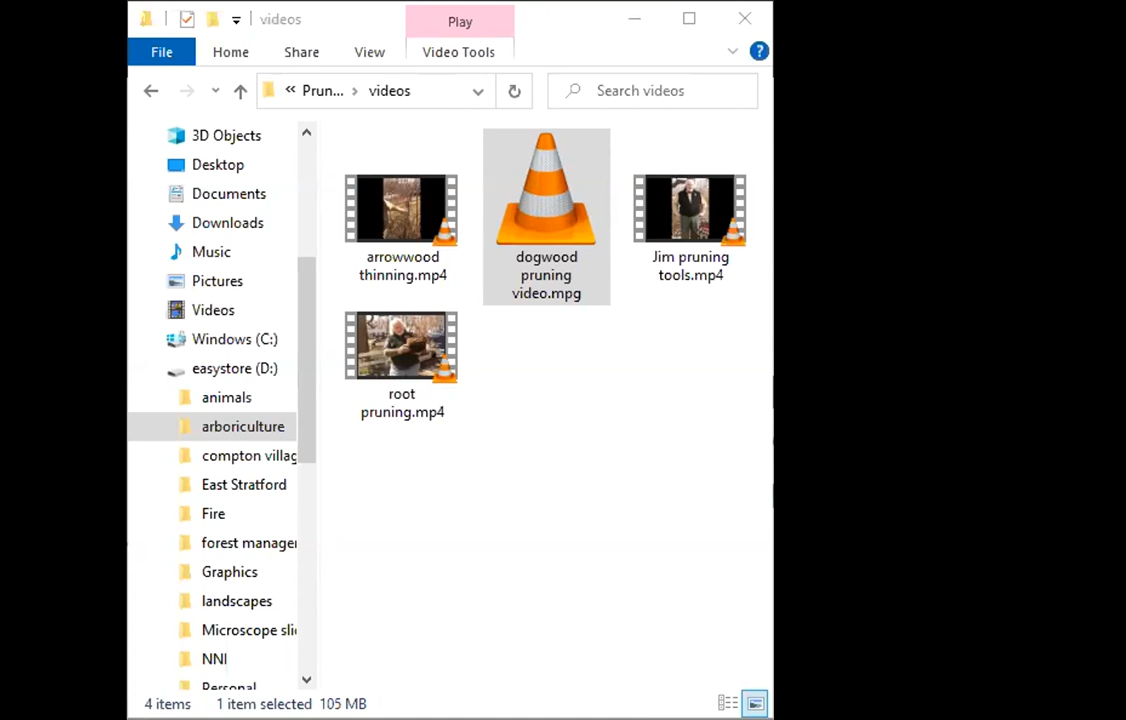 videos
Play
File
Home
Share
View
Video Tools
?
« Prun... > videos
Search videos
3D Objects
Desktop
Documents
Downloads
Music
Pictures
Videos
Windows (C:)
easystore (D:)
animals
arboriculture
compton villag
East Stratford
Fire
forest manager
Graphics
landscapes
Microscope sli
NNI
Personal
arrowwood
thinning.mp4
dogwood
pruning
video.mpg
Jim pruning
tools.mp4
root
pruning.mp4
4 items
1 item selected 105 MB